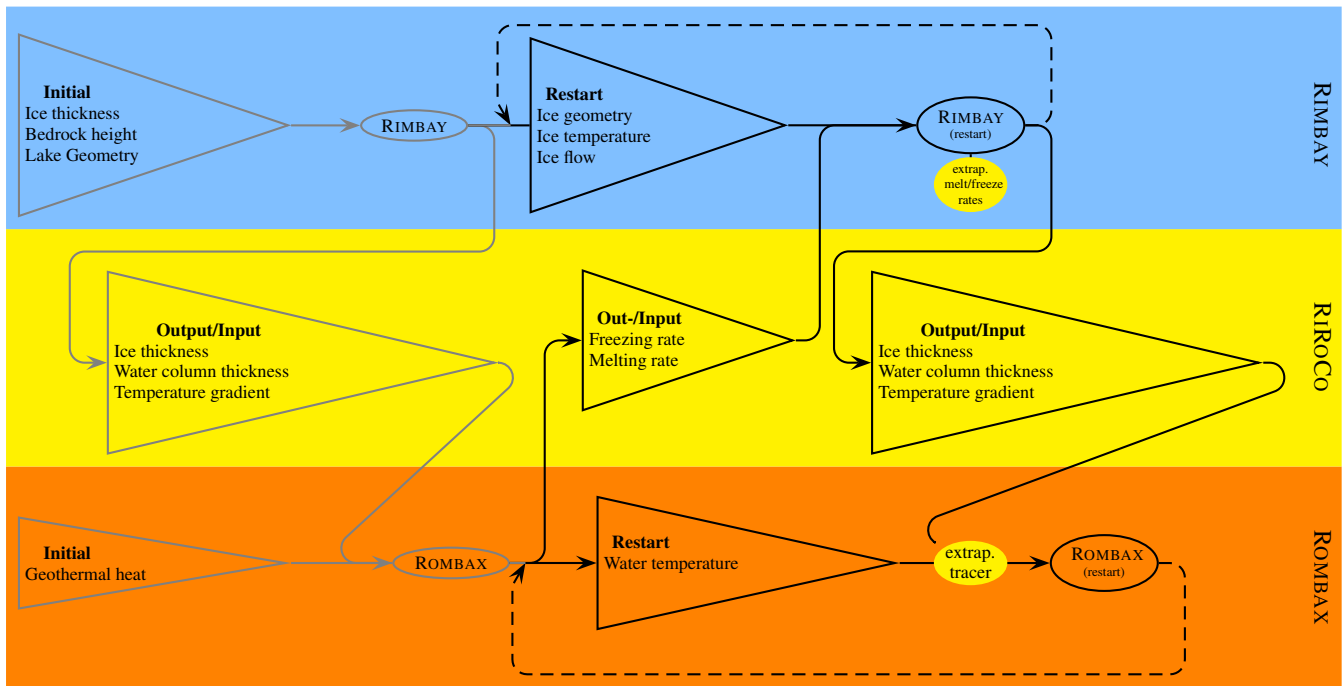 Initial
Ice thickness
Bedrock height
Lake Geometry
RIMBAY
Restart
Ice geometry
Ice temperature
Ice flow
RIMBAY
(restart)
extrap.
melt/freeze
rates
RIMBAY
Output/Input
Ice thickness
Water column thickness
Temperature gradient
Out-/Input
Freezing rate
Melting rate
Output/Input
Ice thickness
Water column thickness
Temperature gradient
RIROCO
Initial
Geothermal heat
ROMBAX
Restart
Water temperature
extrap.
tracer
ROMBAX
(restart)
ROMBAX